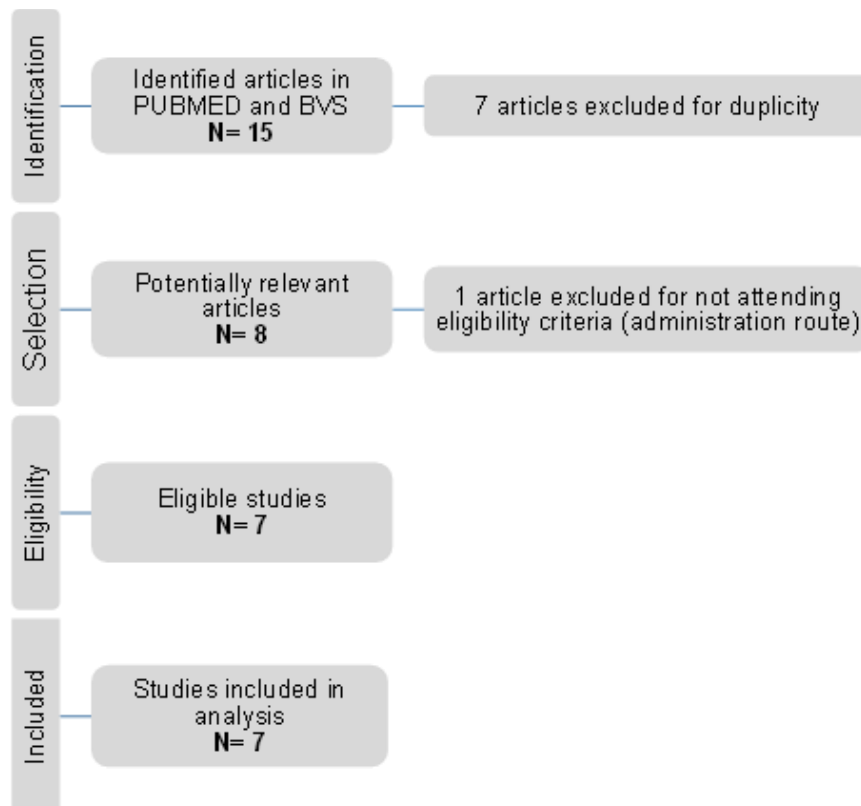 Identification
Identified articles in
PUBMED and BVS
N= 15
7 articles excluded for duplicity
Selection
Potentially relevant
articles
N= 8
1 article excluded for not attending
eligibility criteria (administration route)
Eligibility
Eligible studies
N= 7
Included
Studies included in
analysis
N= 7